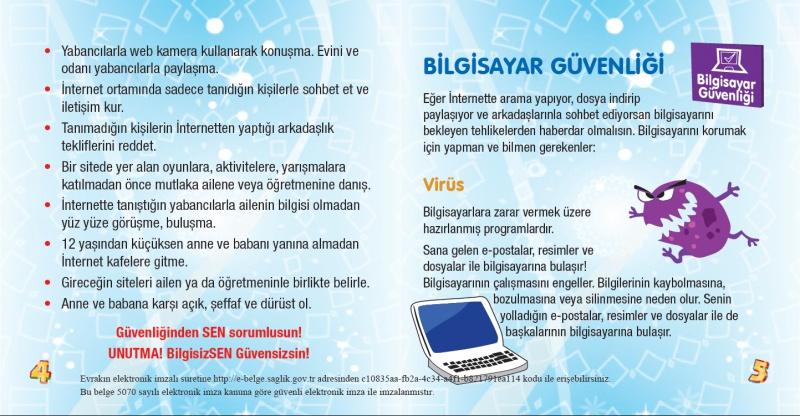 • Yabancılarla web kamera kullanarak konuşma. Evini ve
odanı yabancılarla paylaşma.
• İnternet ortamında sadece tanıdığın kişilerle sohbet et ve
iletişim kur.
• Tanımadığın kişilerin İnternetten yaptığı arkadaşlık
tekliflerini reddet.
• Bir sitede yer alan oyunlara, aktivitelere, yarışmalara
katılmadan önce mutlaka ailene veya öğretmenine danış.
• İnternette tanıştığın yabancılarla ailenin bilgisi olmadan
yüz yüze görüşme, buluşma.
• 12 yaşından küçüksen anne ve babanı yanına almadan
İnternet kafelere gitme.
• Gireceğin siteleri ailen ya da öğretmeninle birlikte belirle.
• Anne ve babana karşı açık, şeffaf ve dürüst ol.
Güvenliğinden SEN sorumlusun!
UNUTMA! BilgisizSEN Güvensizsin!
4
BİLGİSAYAR GÜVENLİĞİ
Bilgisayar
Güvenliği
Eğer İnternette arama yapıyor, dosya indirip
paylaşıyor ve arkadaşlarınla sohbet ediyorsan bilgisayarını
bekleyen tehlikelerden haberdar olmalısın. Bilgisayarını korumak
için yapman ve bilmen gerekenler:
Virüs
Bilgisayarlara zarar vermek üzere
hazırlanmış programlardır.
Sana gelen e-postalar, resimler ve
dosyalar ile bilgisayarına bulaşır!
Bilgisayarının çalışmasını engeller. Bilgilerinin kaybolmasına,
bozulmasına veya silinmesine neden olur. Senin
yolladığın e-postalar, resimler ve dosyalar ile de
başkalarının bilgisayarına bulaşır.
5
Evrakın elektronik imzalı suretine http://e-belge.saglik.gov.tr adresinden c10835aa-fb2a-4c34-a4f1-b821791ea114 kodu ile erişebilirsiniz.
Bu belge 5070 sayılı elektronik imza kanuna göre güvenli elektronik imza ile imzalanmıştır.